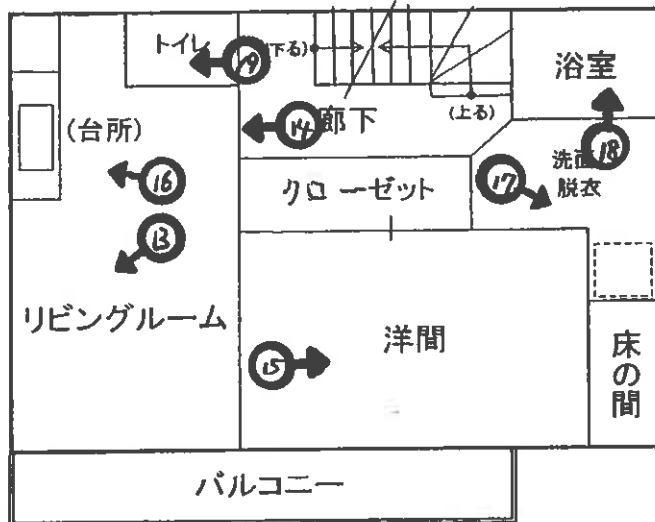 トイレ
19
(下る)
浴室
(台所)
14
廊下
(上る)
18
16
クローゼット
17
洗面
脱衣
13
リビングルーム
洋間
15
床の間
バルコニー